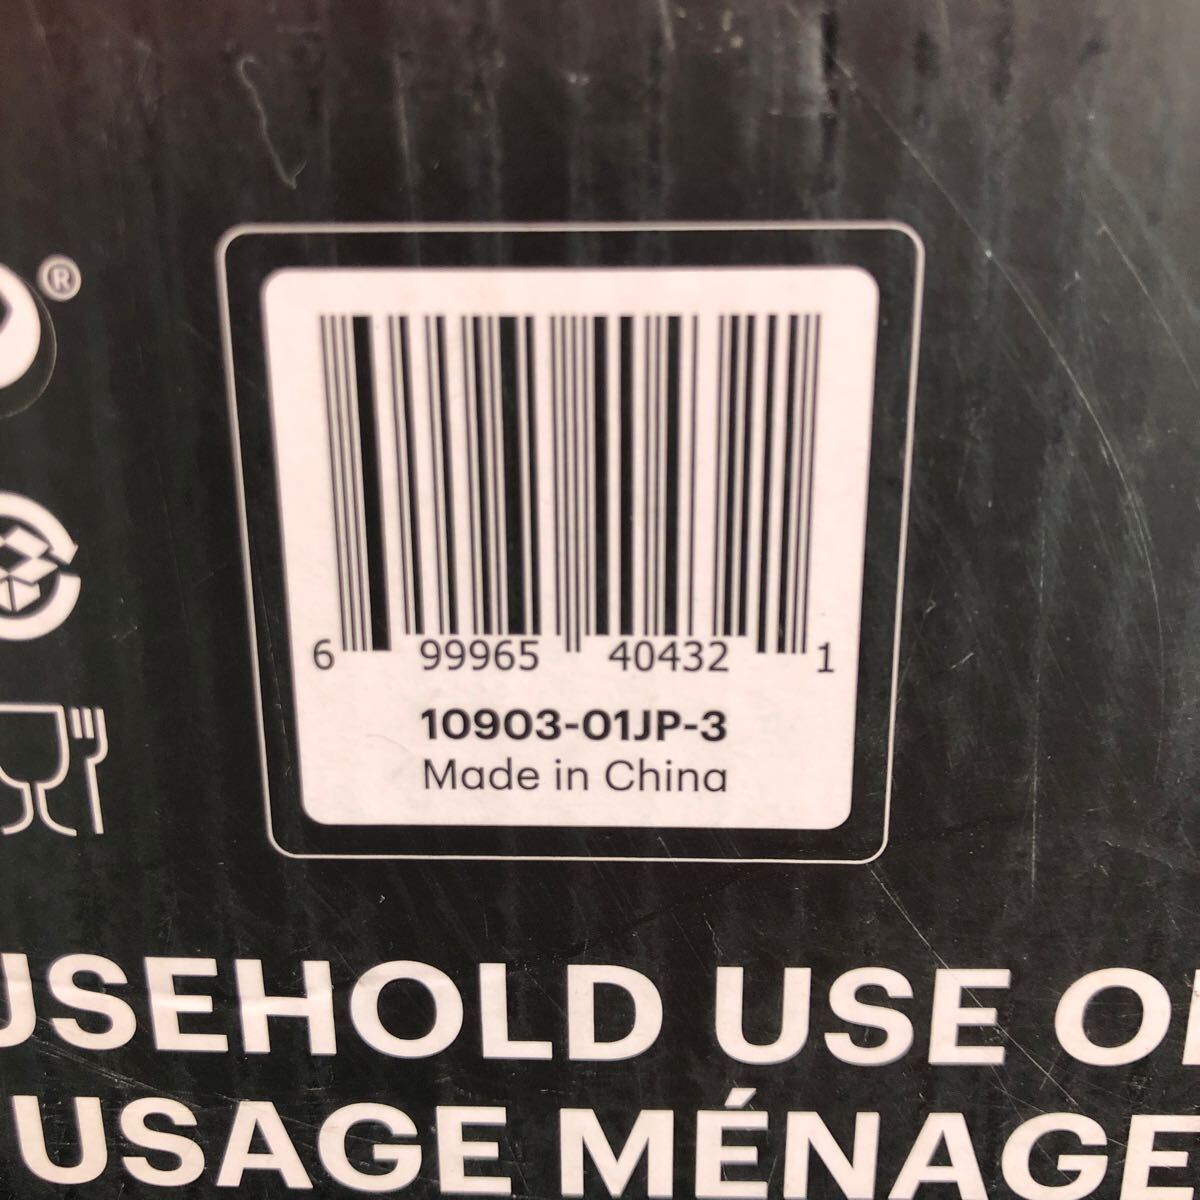 ®
6 99965 40432 1
10903-01JP-3
Made in China
USEHOLD USE O
USAGE MÉNAGE